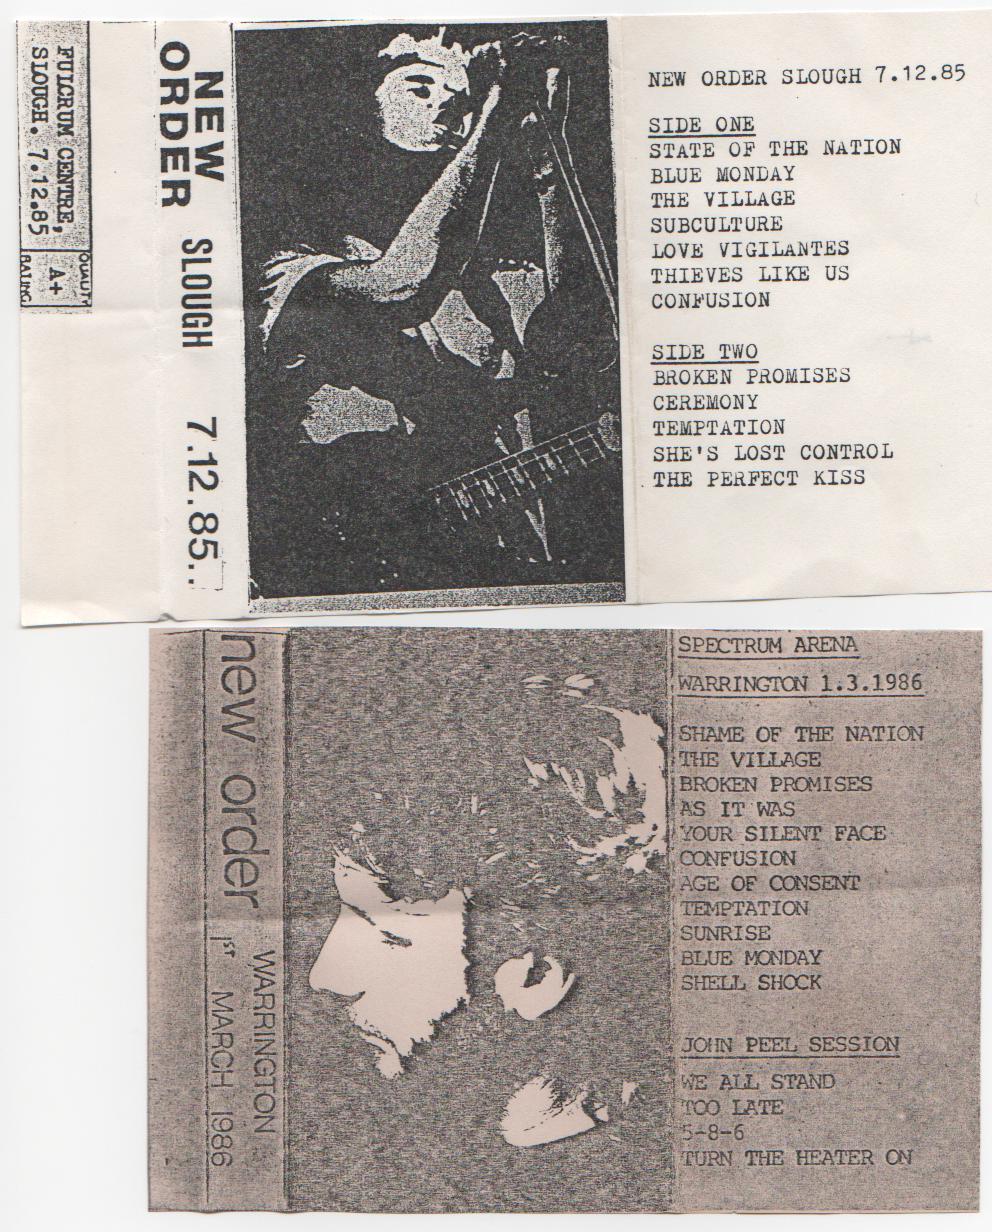 FULCRUM CENTRE,
SLOUGH. 7.12.85
QUALITY
A+
RATING
NEW
ORDER SLOUGH 7.12.85..
NEW ORDER SLOUGH 7.12.85
SIDE ONE
STATE OF THE NATION
BLUE MONDAY
THE VILLAGE
SUBCULTURE
LOVE VIGILANTES
THIEVES LIKE US
CONFUSION
SIDE TWO
BROKEN PROMISES
CEREMONY
TEMPTATION
SHE'S LOST CONTROL
THE PERFECT KISS
new order WARRINGTON
1ST MARCH 1986
SPECTRUM ARENA
WARRINGTON 1.3.1986
SHAME OF THE NATION
THE VILLAGE
BROKEN PROMISES
AS IT WAS
YOUR SILENT FACE
CONFUSION
AGE OF CONSENT
TEMPTATION
SUNRISE
BLUE MONDAY
SHELL SHOCK
JOHN PEEL SESSION
WE ALL STAND
TOO LATE
5-8-6
TURN THE HEATER ON